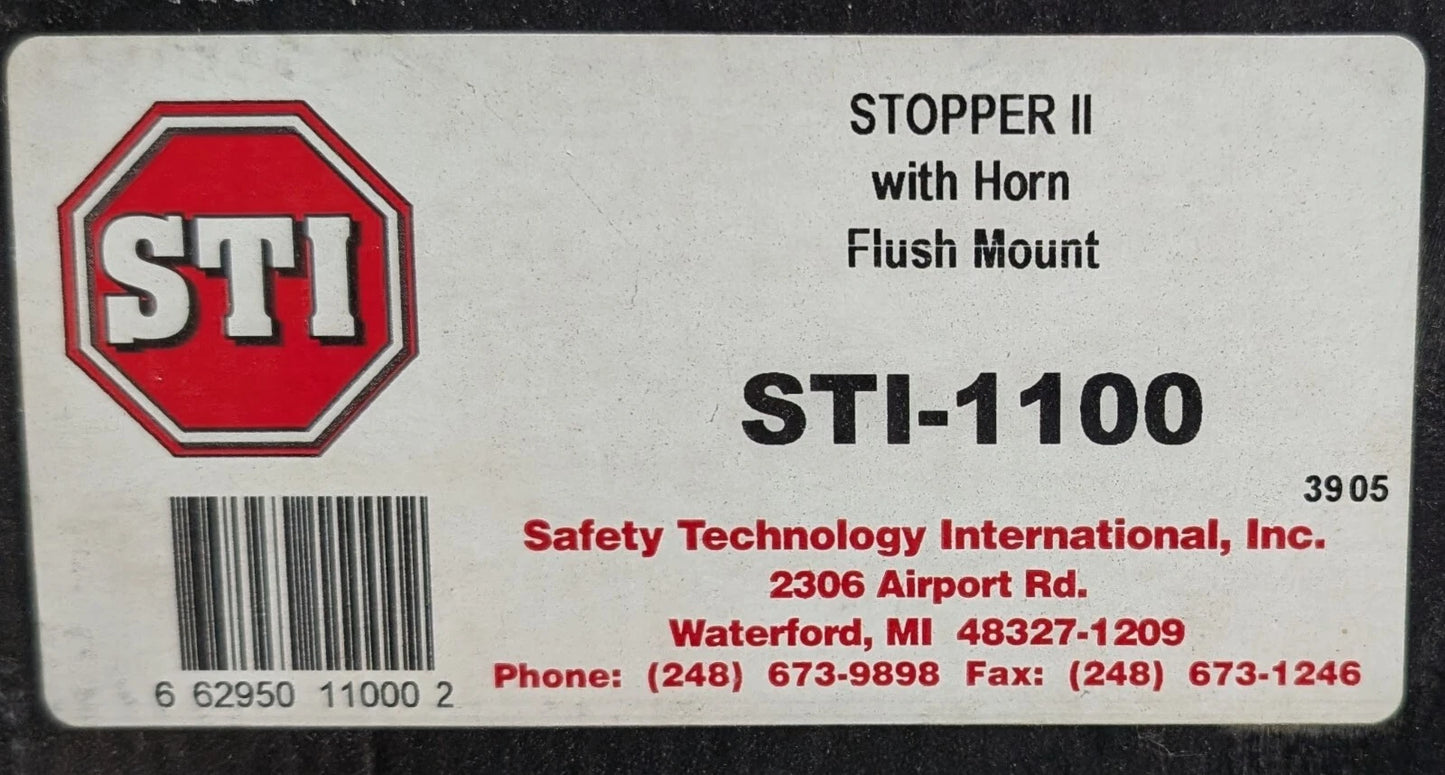 STI
STOPPER II
with Horn
Flush Mount
STI-1100
3905
Safety Technology International, Inc.
2306 Airport Rd.
Waterford, MI 48327-1209
Phone: (248) 673-9898 Fax: (248) 673-1246
6 62950 11000 2